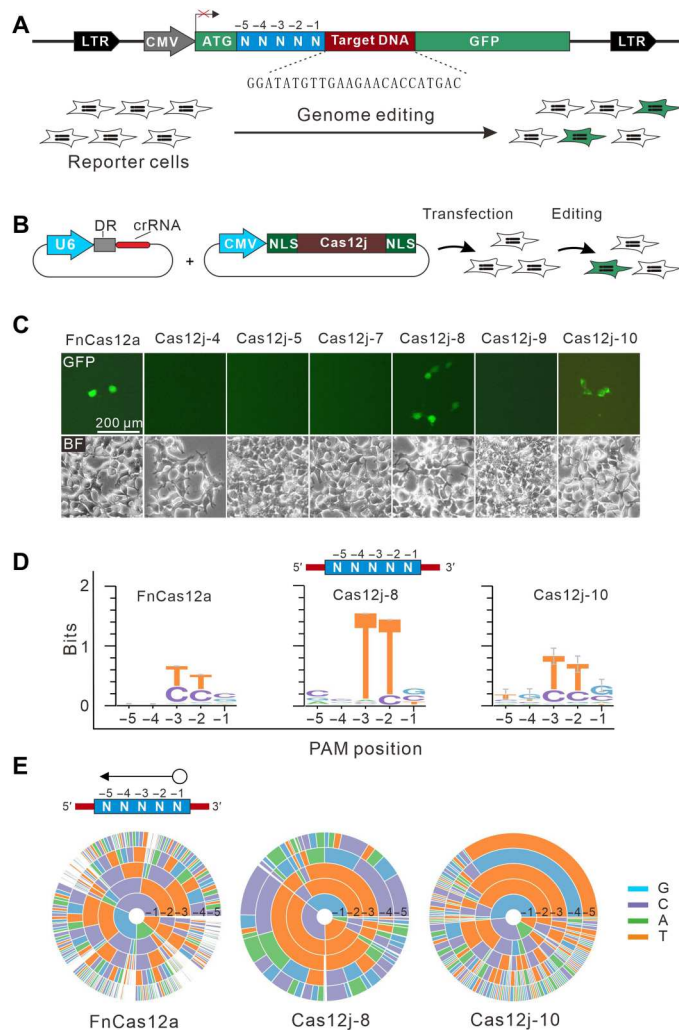 A
-5 -4 -3 -2 -1
LTR CMV ATG N N N N N Target DNA GFP LTR
GGATATGTTGAAGAACACCATGAC
Genome editing
Reporter cells
B
DR crRNA
U6
+
CMV NLS Cas12j NLS
Transfection Editing
C
FnCas12a Cas12j-4 Cas12j-5 Cas12j-7 Cas12j-8 Cas12j-9 Cas12j-10
GFP
200 µm
BF
D
-5 -4 -3 -2 -1
5′ N N N N N 3′
FnCas12a Cas12j-8 Cas12j-10
Bits
2
1
0
T T C C C G
T T C C G A C A C T
T T C C G C T G
-5 -4 -3 -2 -1 -5 -4 -3 -2 -1 -5 -4 -3 -2 -1
PAM position
E
-5 -4 -3 -2 -1
5′ N N N N N 3′
-1 -2 -3 -4 -5 -1 -2 -3 -4 -5 -1 -2 -3 -4 -5
G
C
A
T
FnCas12a Cas12j-8 Cas12j-10